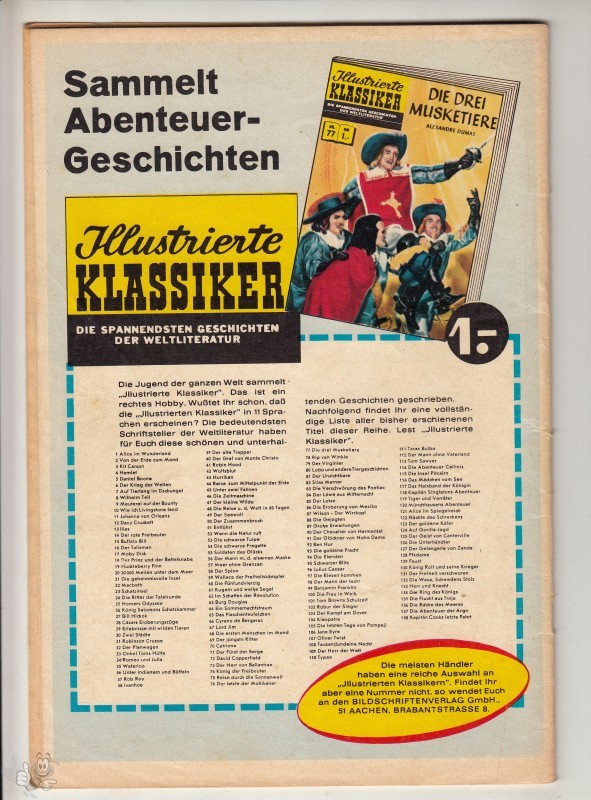 Sammelt
Abenteuer-
Geschichten
Illustrierte
KLASSIKER
DIE SPANNENDSTEN GESCHICHTEN
DER WELTLITERATUR
Illustrierte
KLASSIKER
DIE SPANNENDSTEN GESCHICHTEN
DER WELTLITERATUR
NR. 77
DM 1.-
DIE DREI
MUSKETIERE
ALEXANDRE DUMAS
1.-
Die Jugend der ganzen Welt sammelt
„Jllustrierte Klassiker". Das ist ein
rechtes Hobby. Wußtet Ihr schon, daß
die „Jllustrierten Klassiker" in 11 Spra-
chen erscheinen? Die bedeutendsten
Schriftsteller der Weltliteratur haben
für Euch diese schönen und unterhal-
tenden Geschichten geschrieben.
Nachfolgend findet Ihr eine vollstän-
dige Liste aller bisher erschienenen
Titel dieser Reihe. Lest „Jllustrierte
Klassiker".
1 Alice im Wunderland
2 Von der Erde zum Mond
3 Kit Carson
4 Hamlet
5 Daniel Boone
6 Der Krieg der Welten
7 Auf Tierfang im Dschungel
8 Wilhelm Tell
9 Meuterei auf der Bounty
10 Wie ich Livingstone fand
11 Johanna von Orleans
12 Davy Crockett
13 Ilias
14 Der rote Freibeuter
15 Buffalo Bill
16 Der Talisman
17 Moby Dick
18 Der Prinz und der Bettelknabe
19 Huckleberry Finn
20 20000 Meilen unter dem Meer
21 Die geheimnisvolle Insel
22 Macbeth
23 Schatzinsel
24 Die Ritter der Tafelrunde
25 Homers Odyssee
26 König Salomons Schatzkammer
27 Bill Hickok
28 Cäsars Eroberungszüge
29 Erlebnisse mit wilden Tieren
30 Zwei Städte
31 Robinson Crusoe
32 Der Planwagen
33 Onkel Toms Hütte
34 Romeo und Julia
35 Waterloo
36 Unter Indianern und Büffeln
37 Rob Roy
38 Ivanhoe
39 Der alte Trapper
40 Der Graf von Monte Christo
41 Robin Hood
42 Wolfsblut
43 Hurrikan
44 Reise zum Mittelpunkt der Erde
45 Unter zwei Fahnen
46 Die Zeitmaschine
47 Der kleine Wilde
48 Die Reise u. d. Welt in 80 Tagen
49 Der Seewolf
50 Der Zusammenbruch
51 Entführt
52 Wenn die Natur ruft
53 Die schwarze Tulpe
54 Die schwarze Fregatte
55 Soldaten des Glücks
56 Der Mann m. d. eisernen Maske
57 Meer ohne Grenzen
58 Der Spion
59 Wallace der Freiheitskämpfer
60 Die Fünfhunderttausend
61 Kugeln und weiße Segel
62 Im Schatten der Revolution
63 Burg Douglas
64 Ein Sommernachtstraum
65 Das Flaschenteufelchen
66 Cyrano de Bergerac
67 Lord Jim
68 Die ersten Menschen im Mond
69 Der jüngste Ritter
70 Catriona
71 Der Fürst der Berge
72 David Copperfield
73 Der Herr von Ballantrae
74 König der Freibeuter
75 Reise durch die Sonnenwelt
76 Der letzte der Mohikaner
77 Die drei Musketiere
78 Rip van Winkle
79 Der Virginier
80 Lobo und andere Tiergeschichten
81 Der Unsichtbare
82 Silas Marner
83 Die Verschwörung des Pontiac
84 Der Löwe aus Mitternacht
85 Der Lotse
86 Die Eroberung von Mexiko
87 Wilson - Der Wirrkopf
88 Die Gejagten
89 Große Erwartungen
90 Der Chevalier von Harmental
91 Der Glöckner von Notre Dame
92 Ben Hur
93 Die goldene Fracht
94 Die Elenden
95 Schwarzer Blitz
96 Julius Caesar
97 Die Riesen kommen
98 Der Mann der lacht
99 Benjamin Franklin
100 Die Frau in Weiß
101 Tom Browns Schulzeit
102 Robur der Sieger
103 Der Kampf am Dover
104 Kleopatra
105 Die letzten Tage von Pompeji
106 Jane Eyre
107 Oliver Twist
108 Tausendundeine Nacht
109 Der Herr der Welt
110 Typee
111 Taras Bulba
112 Der Mann ohne Vaterland
113 Tom Sawyer
114 Die Abenteuer Cellinis
115 Die Insel Pitcairn
116 Das Mädchen vom See
117 Das Halsband der Königin
118 Kapitän Singletons Abenteuer
119 Tiger und Verräter
120 Münchhausens Abenteuer
121 Alice im Spiegelreich
122 Nächte des Schreckens
123 Der goldene Käfer
124 Auf Gorilla-Jagd
125 Der Geist von Canterville
126 Die Unterhändler
127 Der Gefangene von Zenda
129 Faust
130 König Rolf und seine Krieger
131 Der Freiheit verschworen
133 Herr und Knecht
134 Der Ring des Königs
135 Die Flucht aus Troja
136 Die Kohte des Meeres
137 Die Abenteuer der Argo
138 Kapitän Cooks letzte Fahrt
Die meisten Händler
haben eine reiche Auswahl an
„Jllustrierten Klassikern". Findet Ihr
aber eine Nummer nicht, so wendet Euch
an den BILDSCHRIFTENVERLAG GmbH.,
51 AACHEN, BRABANTSTRASSE 8.